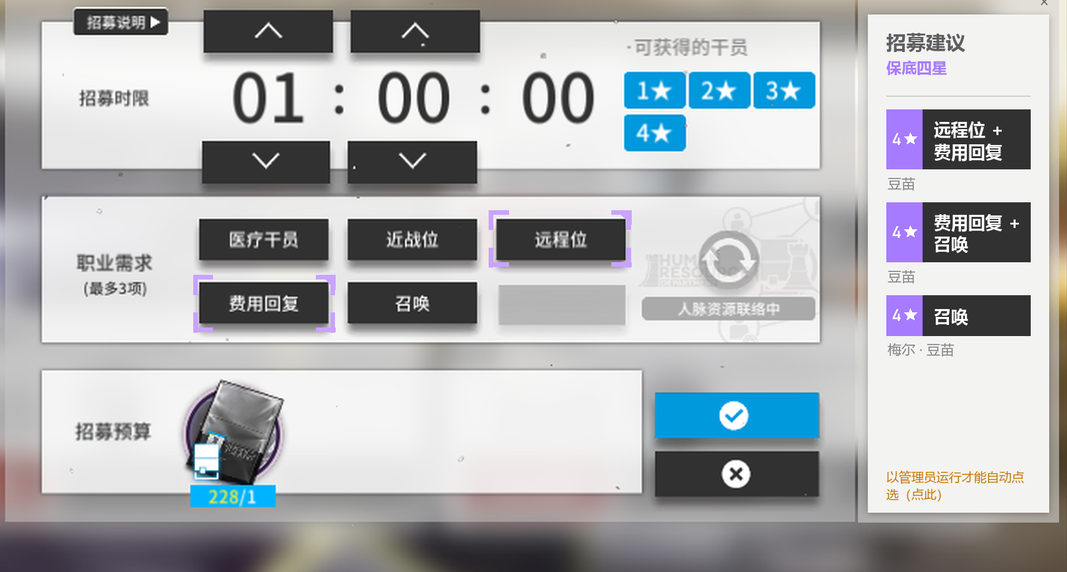 招募说明▶
招募时限
01 : 00 : 00
·可获得的干员
1★ 2★ 3★
4★
职业需求
(最多3项)
医疗干员 近战位 远程位
费用回复 召唤
HUMAN
RESOURCE
DEPARTMENT
人脉资源联络中
招募预算
228/1
×
招募建议
保底四星
4★ 远程位 +
费用回复
豆苗
4★ 费用回复 +
召唤
豆苗
4★ 召唤
梅尔 · 豆苗
以管理员运行才能自动点
选（点此）